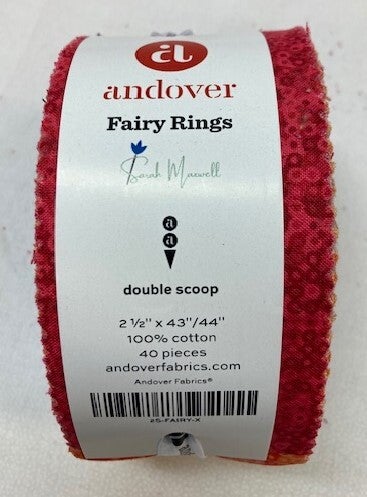 a
andover
Fairy Rings
Sarah Maxwell
a
a
double scoop
2 ½" x 43"/44"
100% cotton
40 pieces
andoverfabrics.com
Andover Fabrics®
2S-FAIRY-X